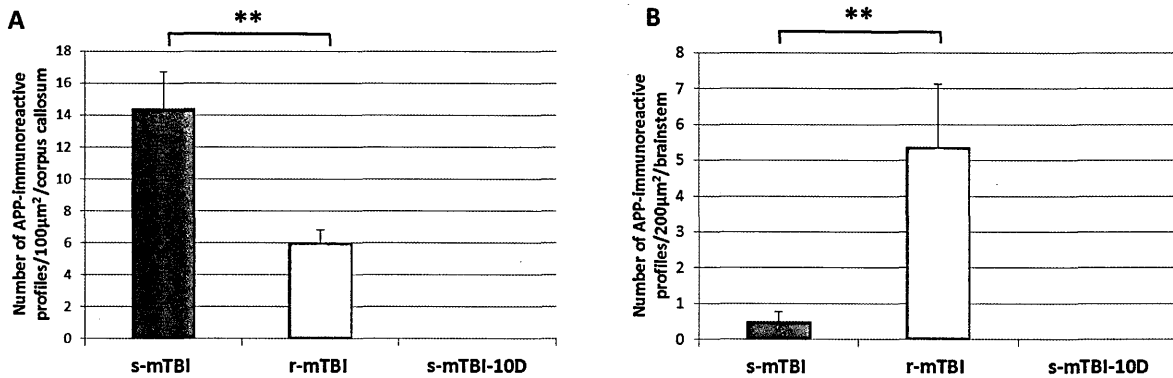 A
**
18
16
14
12
10
8
6
4
2
0
Number of APP-immunoreactive
profiles/100µm²/corpus callosum
s-mTBI
r-mTBI
s-mTBI-10D
B
**
8
7
6
5
4
3
2
1
0
Number of APP-immunoreactive
profiles/200µm²/brainstem
s-mTBI
r-mTBI
s-mTBI-10D